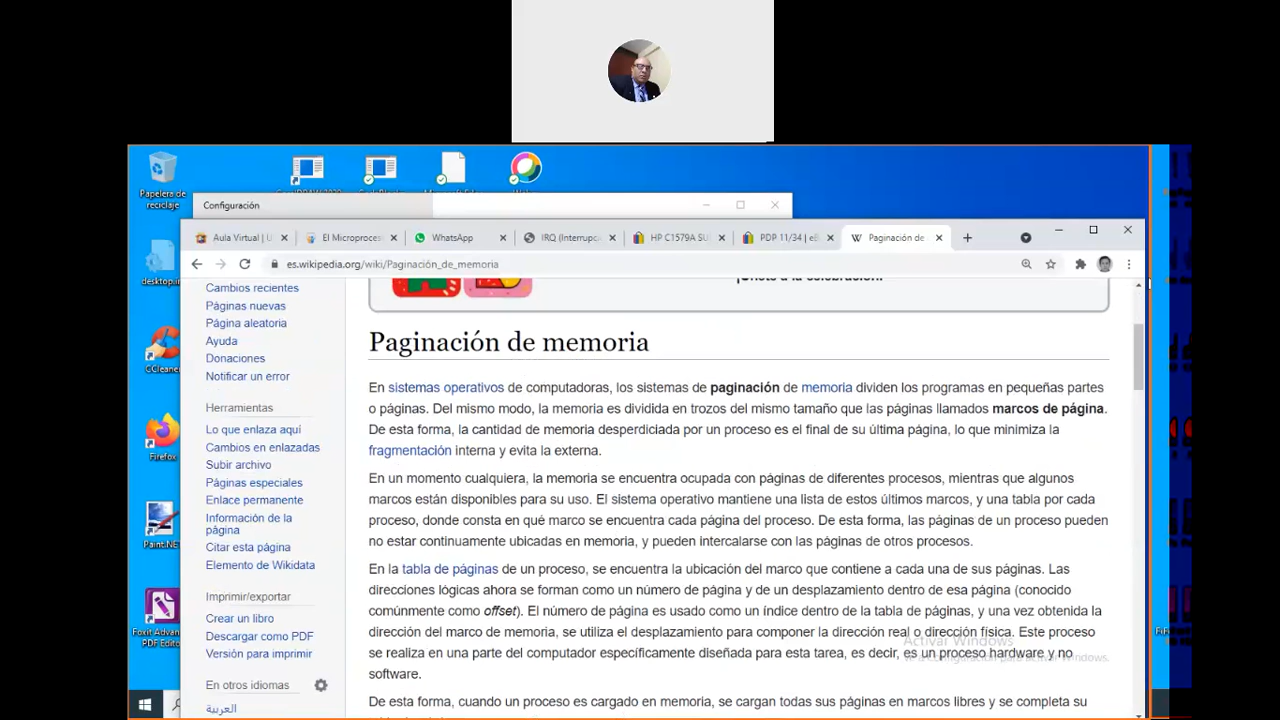 Papelera de
reciclaje
Configuración
Aula Virtual | U
El Microproces
WhatsApp
IRQ (Interrupc
HP C1579A SU
PDP 11/34 | eB
Paginación de
es.wikipedia.org/wiki/Paginación_de_memoria
desktop.in
CCleaner
Firefox
Paint.NE
Foxit Advan
PDF Editor
Cambios recientes
Páginas nuevas
Página aleatoria
Ayuda
Donaciones
Notificar un error
Herramientas
Lo que enlaza aquí
Cambios en enlazadas
Subir archivo
Páginas especiales
Enlace permanente
Información de la
página
Citar esta página
Elemento de Wikidata
Imprimir/exportar
Crear un libro
Descargar como PDF
Versión para imprimir
En otros idiomas
العربية
¡Únete a la celebración!
Paginación de memoria
En sistemas operativos de computadoras, los sistemas de paginación de memoria dividen los programas en pequeñas partes
o páginas. Del mismo modo, la memoria es dividida en trozos del mismo tamaño que las páginas llamados marcos de página.
De esta forma, la cantidad de memoria desperdiciada por un proceso es el final de su última página, lo que minimiza la
fragmentación interna y evita la externa.
En un momento cualquiera, la memoria se encuentra ocupada con páginas de diferentes procesos, mientras que algunos
marcos están disponibles para su uso. El sistema operativo mantiene una lista de estos últimos marcos, y una tabla por cada
proceso, donde consta en qué marco se encuentra cada página del proceso. De esta forma, las páginas de un proceso pueden
no estar continuamente ubicadas en memoria, y pueden intercalarse con las páginas de otros procesos.
En la tabla de páginas de un proceso, se encuentra la ubicación del marco que contiene a cada una de sus páginas. Las
direcciones lógicas ahora se forman como un número de página y de un desplazamiento dentro de esa página (conocido
comúnmente como offset). El número de página es usado como un índice dentro de la tabla de páginas, y una vez obtenida la
dirección del marco de memoria, se utiliza el desplazamiento para componer la dirección real o dirección física. Este proceso
se realiza en una parte del computador específicamente diseñada para esta tarea, es decir, es un proceso hardware y no
software.
De esta forma, cuando un proceso es cargado en memoria, se cargan todas sus páginas en marcos libres y se completa su
Activar Windows
Ve a Configuración para activar Windows.